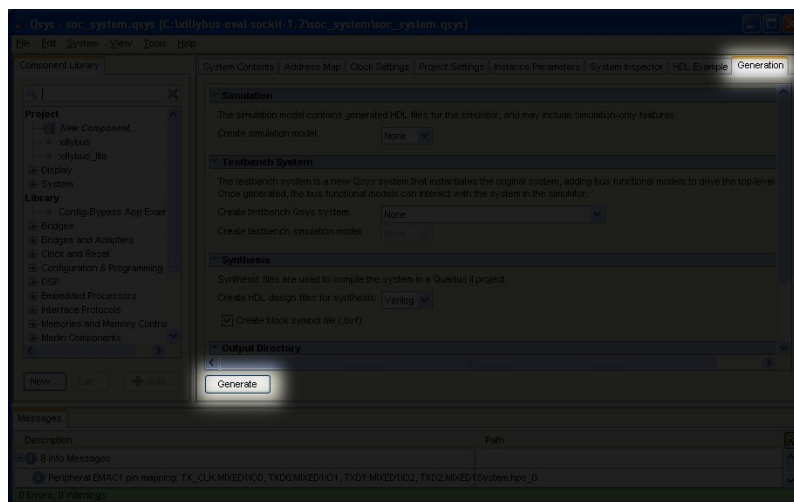 Qsys - soc_system.qsys (C:\xillybus-eval-sockit-1.2\soc_system\soc_system.qsys)
File Edit System View Tools Help
Component Library
System Contents Address Map Clock Settings Project Settings Instance Parameters System Inspector HDL Example Generation
Project
New Component...
xillybus
xillybus_lite
Display
System
Library
Config-Bypass App Exam
Bridges
Bridges and Adapters
Clock and Reset
Configuration & Programming
DSP
Embedded Processors
Interface Protocols
Memories and Memory Contro
Merlin Components
New... Edit... Add...
Simulation
The simulation model contains generated HDL files for the simulator, and may include simulation-only features.
Create simulation model: None
Testbench System
The testbench system is a new Qsys system that instantiates the original system, adding bus functional models to drive the top-level
Once generated, the bus functional models can interact with the system in the simulator.
Create testbench Qsys system: None
Create testbench simulation model: None
Synthesis
Synthesis files are used to compile the system in a Quartus II project.
Create HDL design files for synthesis: Verilog
Create block symbol file (.bsf)
Output Directory
Generate
Messages
Description Path
8 Info Messages
Peripheral EMAC1 pin mapping: TX_CLK:MIXED1IO0, TXD0:MIXED1IO1, TXD1:MIXED1IO2, TXD2:MIXED1 System.hps_0
0 Errors, 0 Warnings